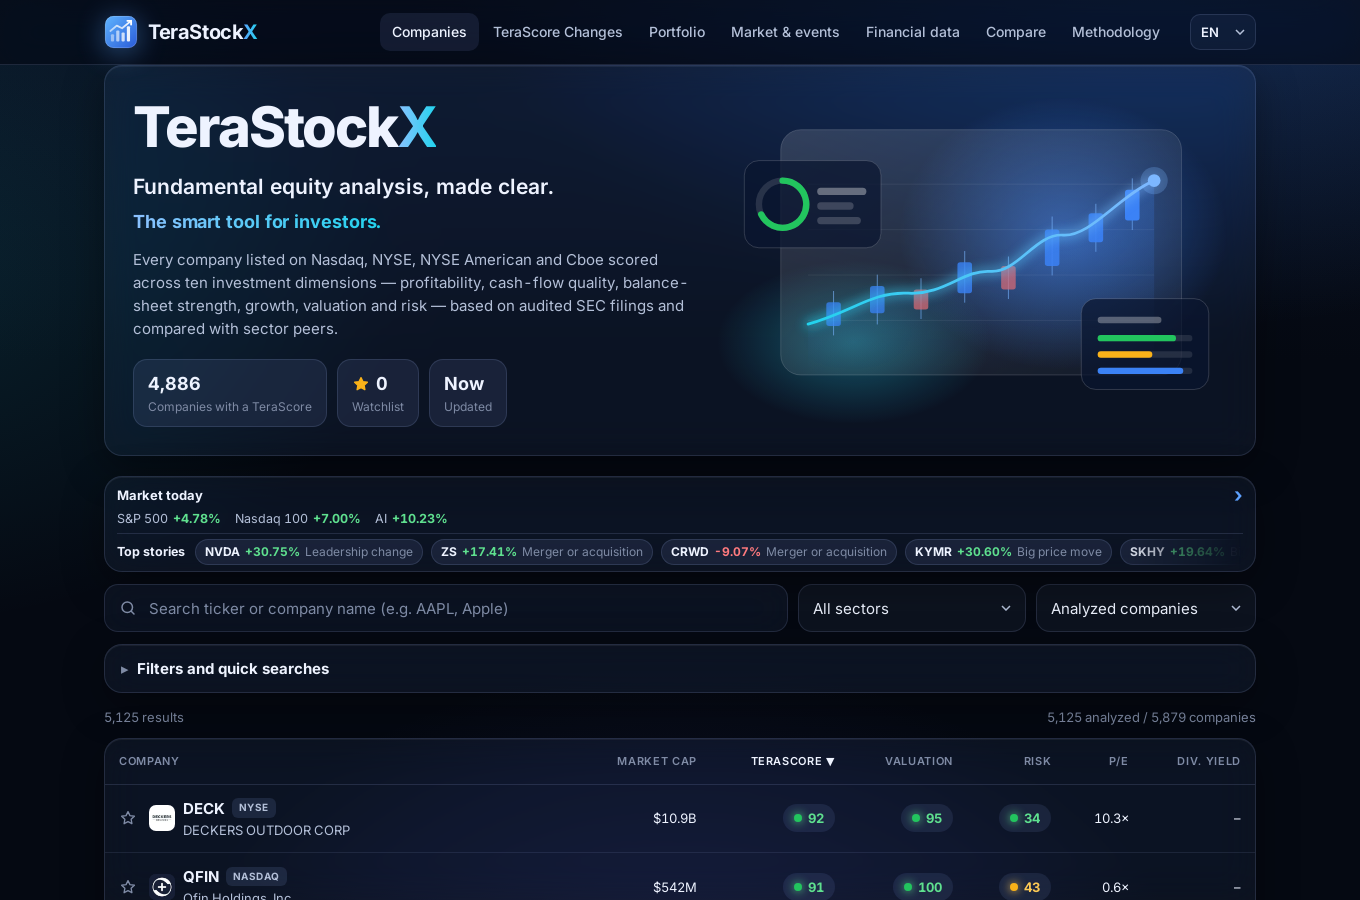 TeraStockX
Companies
TeraScore Changes
Portfolio
Market & events
Financial data
Compare
Methodology
EN
TeraStockX
Fundamental equity analysis, made clear.
The smart tool for investors.
Every company listed on Nasdaq, NYSE, NYSE American and Cboe scored
across ten investment dimensions — profitability, cash-flow quality, balance-
sheet strength, growth, valuation and risk — based on audited SEC filings and
compared with sector peers.
4,886
Companies with a TeraScore
0
Watchlist
Now
Updated
Market today
S&P 500 +4.78% Nasdaq 100 +7.00% AI +10.23%
Top stories NVDA +30.75% Leadership change ZS +17.41% Merger or acquisition CRWD -9.07% Merger or acquisition KYMR +30.60% Big price move SKHY +19.64%
Search ticker or company name (e.g. AAPL, Apple)
All sectors
Analyzed companies
Filters and quick searches
5,125 results
5,125 analyzed / 5,879 companies
COMPANY MARKET CAP TERASCORE ▼ VALUATION RISK P/E DIV. YIELD
DECK NYSE
DECKERS OUTDOOR CORP
$10.9B 92 95 34 10.3× –
QFIN NASDAQ
Qfin Holdings, Inc.
$542M 91 100 43 0.6× –